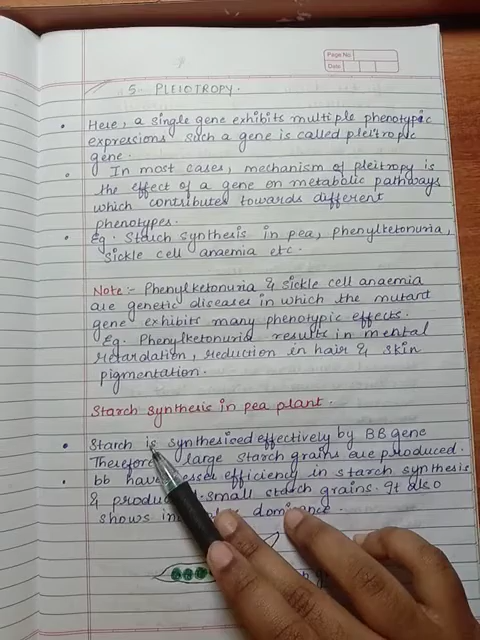 Page No.
Date
5. PLEIOTROPY.
Here, a single gene exhibits multiple phenotypic
expressions such a gene is called pleitropic
gene.
In most cases, mechanism of pleitropy is
the effect of a gene on metabolic pathways
which contributes towards different
phenotypes.
Eg. Starch synthesis in pea, phenylketonuria,
sickle cell anaemia etc.
Note:- Phenylketonuria & sickle cell anaemia
are genetic diseases in which the mutant
gene exhibits many phenotypic effects.
Eg. Phenylketonuria results in mental
retardation, reduction in hair & skin
pigmentation.
Starch synthesis in pea plant.
Starch is synthesiced effectively by BB gene
Therefore large starch grains are produced.
bb have lesser efficiency in starch synthesis
& produce small starch grains. It also
shows dominance.